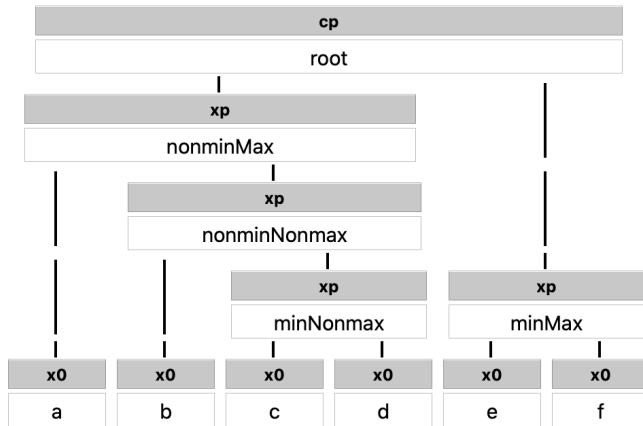 cp
root
xp
nonminMax
xp
nonminNonmax
xp xp
minNonmax minMax
x0 x0 x0 x0 x0 x0
a b c d e f